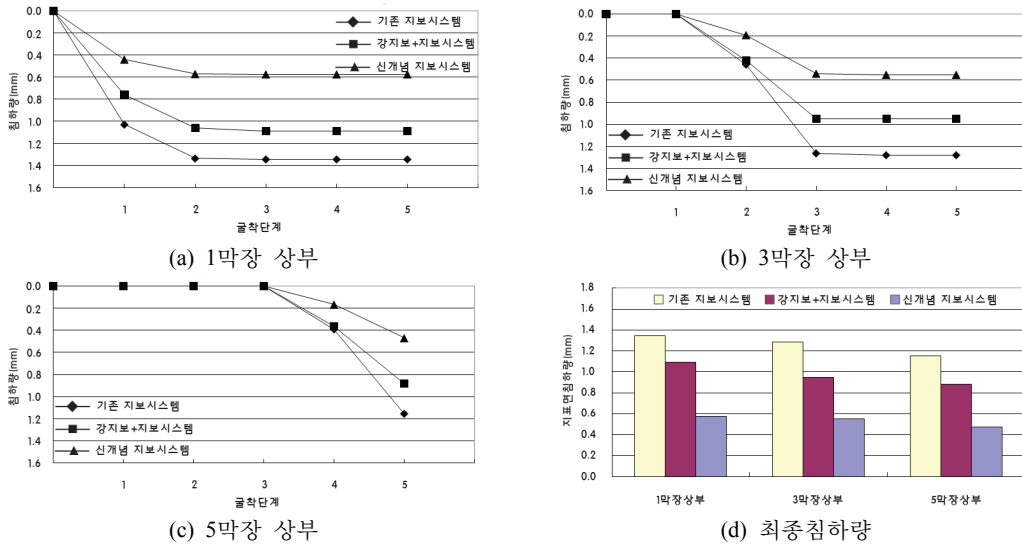 0.0
0.2
0.4
0.6
0.8
1.0
1.2
1.4
1.6
침하량(mm)
기존 지보시스템
강지보+지보시스템
신개념 지보시스템
1 2 3 4 5
굴착단계
(a) 1막장 상부
0.0
0.2
0.4
0.6
0.8
1.0
1.2
1.4
1.6
침하량(mm)
기존 지보시스템
강지보+지보시스템
신개념 지보시스템
1 2 3 4 5
굴착단계
(b) 3막장 상부
0.0
0.2
0.4
0.6
0.8
1.0
1.2
1.4
1.6
침하량(mm)
기존 지보시스템
강지보+지보시스템
신개념 지보시스템
1 2 3 4 5
굴착단계
(c) 5막장 상부
1.8
1.6
1.4
1.2
1.0
0.8
0.6
0.4
0.2
0.0
지표면침하량(mm)
기존 지보시스템 강지보+지보시스템 신개념 지보시스템
1막장상부 3막장상부 5막장상부
(d) 최종침하량